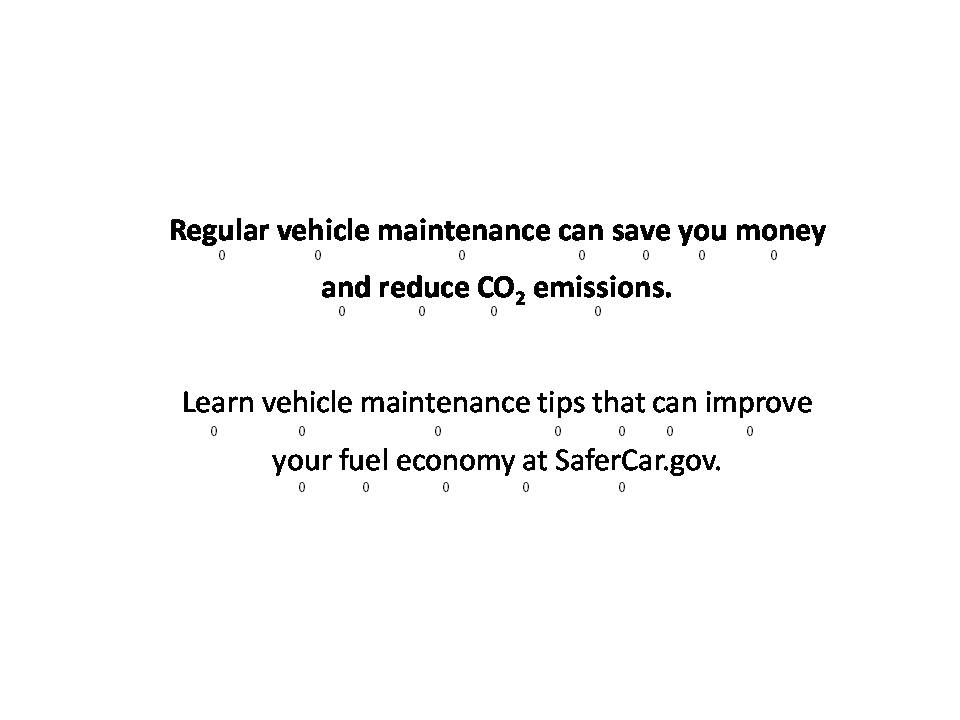 Regular vehicle maintenance can save you money
0 0 0 0 0 0 0
and reduce CO₂ emissions.
0 0 0 0
Learn vehicle maintenance tips that can improve
0 0 0 0 0 0 0
your fuel economy at SaferCar.gov.
0 0 0 0 0